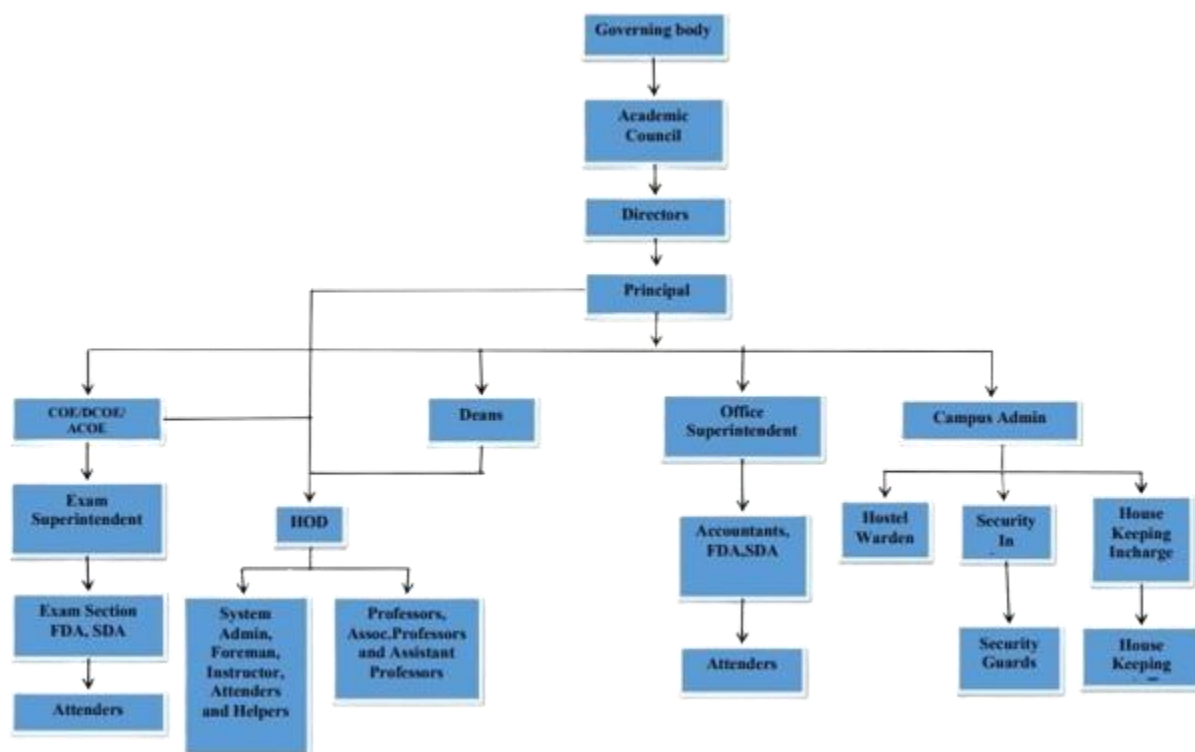 Governing body
Academic
Council
Directors
Principal
COE/DCOE/
ACOE
Deans
Office
Superintendent
Campus Admin
Exam
Superintendent
HOD
Accountants,
FDA,SDA
Hostel
Warden
Security
In
House
Keeping
Incharge
Exam Section
FDA, SDA
System
Admin,
Foreman,
Instructor,
Attenders
and Helpers
Professors,
Assoc.Professors
and Assistant
Professors
Attenders
Security
Guards
House
Keeping
Attenders